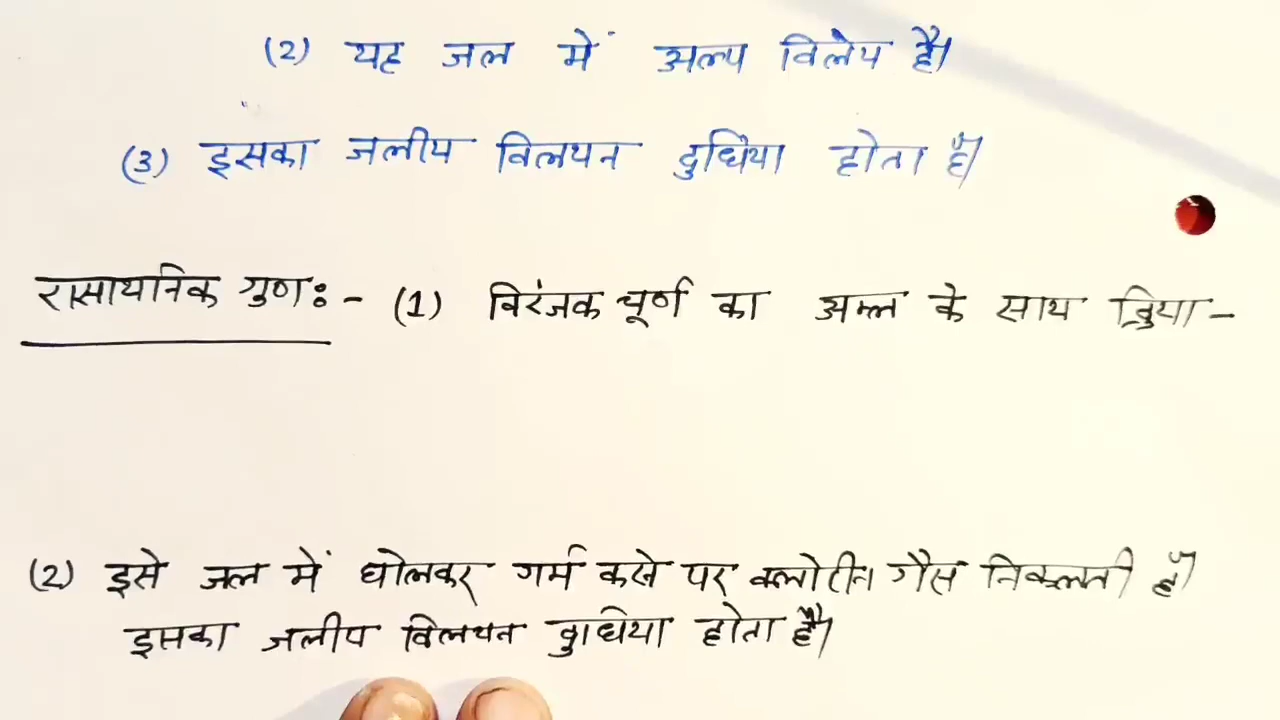 (2) यह जल में अल्प विलेय है।
(3) इसका जलीय विलयन दुधिया होता है।
रासायनिक गुणः- (1) विरंजक चूर्ण का अम्ल के साथ क्रिया -
(2) इसे जल में घोलकर गर्म करने पर क्लोरीन गैस निकलती है।
इसका जलीय विलयन दुधिया होता है।